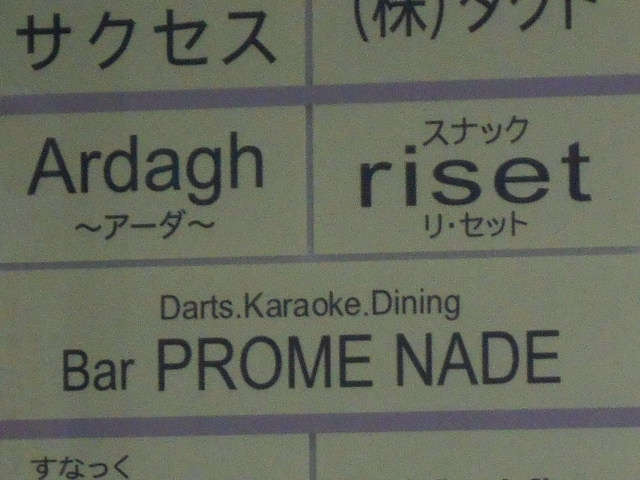 サクセス
(株)タクト
Ardagh
～アーダ～
スナック
riset
リ・セット
Darts.Karaoke.Dining
Bar PROME NADE
すなっく